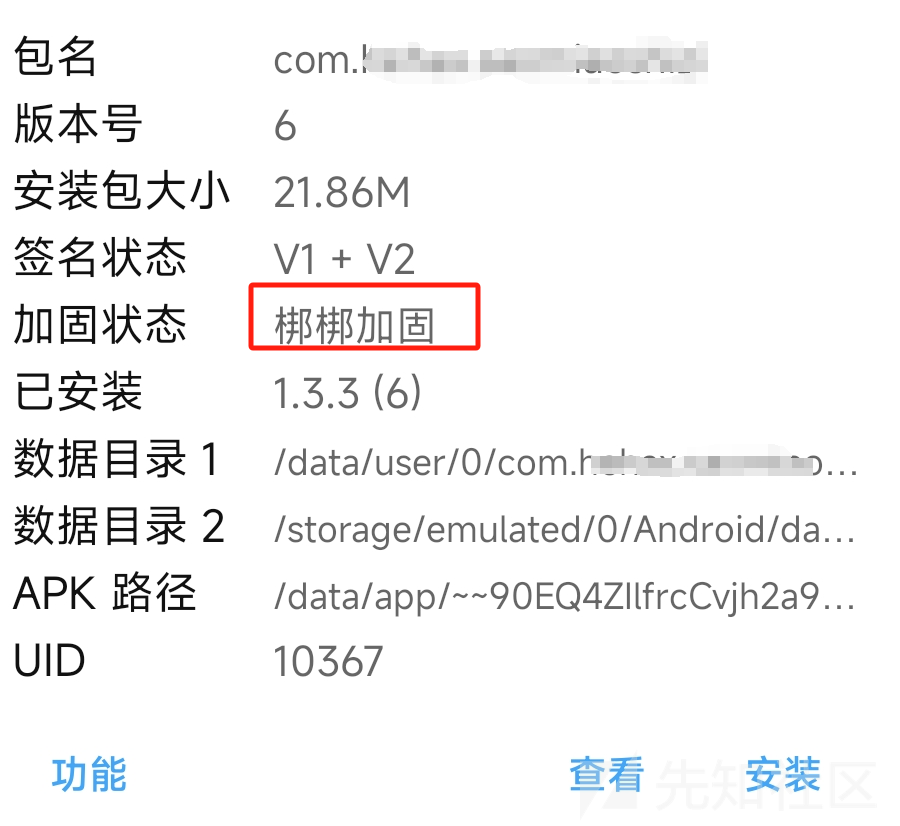 包名 com.
版本号 6
安装包大小 21.86M
签名状态 V1 + V2
加固状态 梆梆加固
已安装 1.3.3 (6)
数据目录 1 /data/user/0/com.h
数据目录 2 /storage/emulated/0/Android/da...
APK 路径 /data/app/~~90EQ4ZIlfrcCvjh2a9...
UID 10367
功能 查看 安装
先知社区